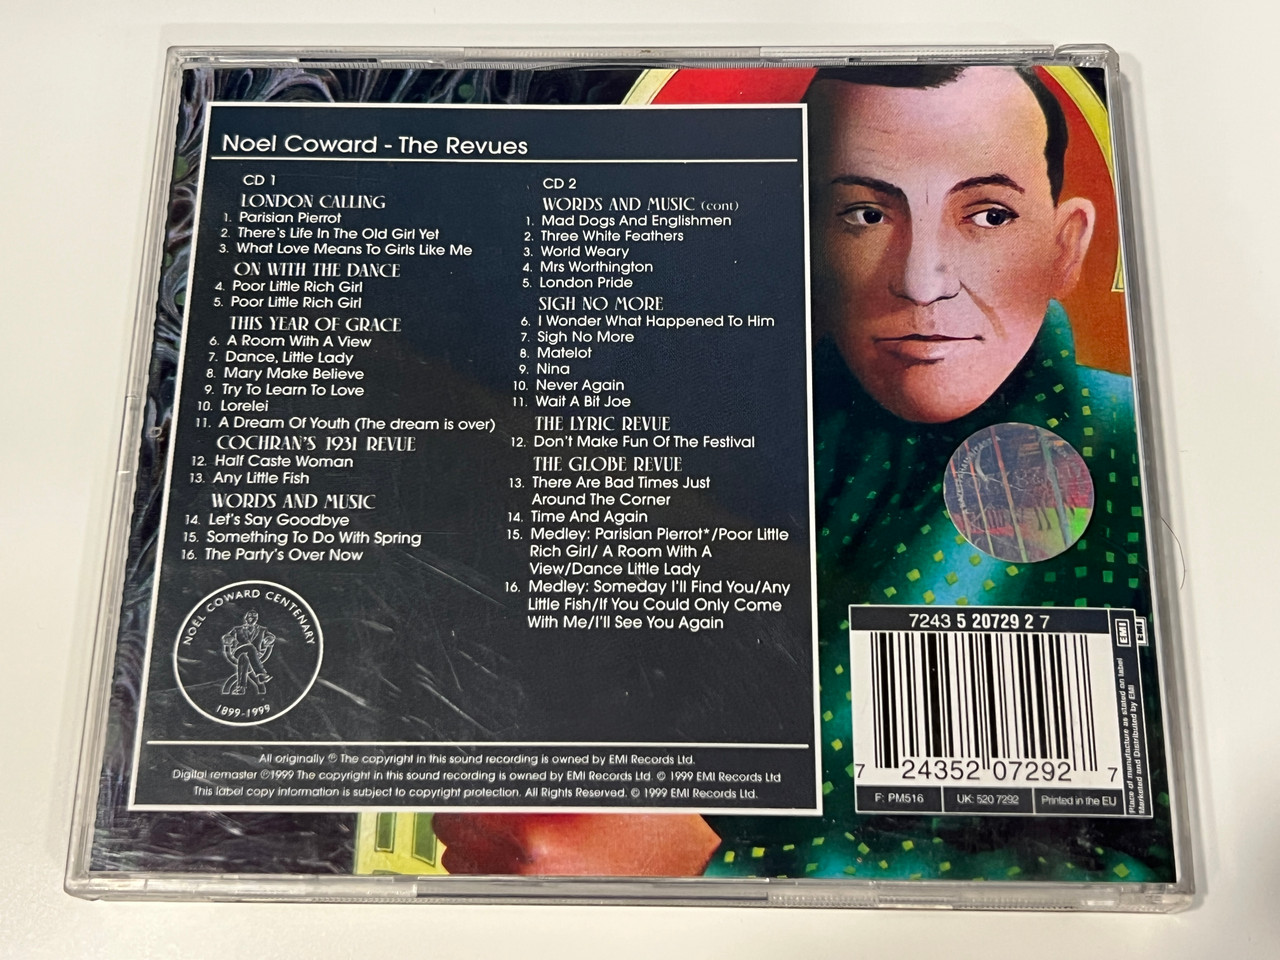 Noel Coward - The Revues
CD 1
LONDON CALLING
1. Parisian Pierrot
2. There's Life In The Old Girl Yet
3. What Love Means To Girls Like Me
ON WITH THE DANCE
4. Poor Little Rich Girl
5. Poor Little Rich Girl
THIS YEAR OF GRACE
6. A Room With A View
7. Dance, Little Lady
8. Mary Make Believe
9. Try To Learn To Love
10. Lorelei
11. A Dream Of Youth (The dream is over)
COCHRAN'S 1931 REVUE
12. Half Caste Woman
13. Any Little Fish
WORDS AND MUSIC
14. Let's Say Goodbye
15. Something To Do With Spring
16. The Party's Over Now
NOËL COWARD CENTENARY
1899-1999
CD 2
WORDS AND MUSIC (cont)
1. Mad Dogs And Englishmen
2. Three White Feathers
3. World Weary
4. Mrs Worthington
5. London Pride
SIGH NO MORE
6. I Wonder What Happened To Him
7. Sigh No More
8. Matelot
9. Nina
10. Never Again
11. Wait A Bit Joe
THE LYRIC REVUE
12. Don't Make Fun Of The Festival
THE GLOBE REVUE
13. There Are Bad Times Just
Around The Corner
14. Time And Again
15. Medley: Parisian Pierrot*/Poor Little
Rich Girl/ A Room With A
View/Dance Little Lady
16. Medley: Someday I'll Find You/Any
Little Fish/If You Could Only Come
With Me/I'll See You Again
All originally ℗ The copyright in this sound recording is owned by EMI Records Ltd.
Digital remaster ℗1999 The copyright in this sound recording is owned by EMI Records Ltd. © 1999 EMI Records Ltd
This label copy information is subject to copyright protection. All Rights Reserved. © 1999 EMI Records Ltd.
7243 5 20729 2 7
7 24352 07292 7
F: PM516
UK: 520 7292
Printed in the EU
EMI
EMI
Place of manufacture as stated on label
Marketed and Distributed by EMI